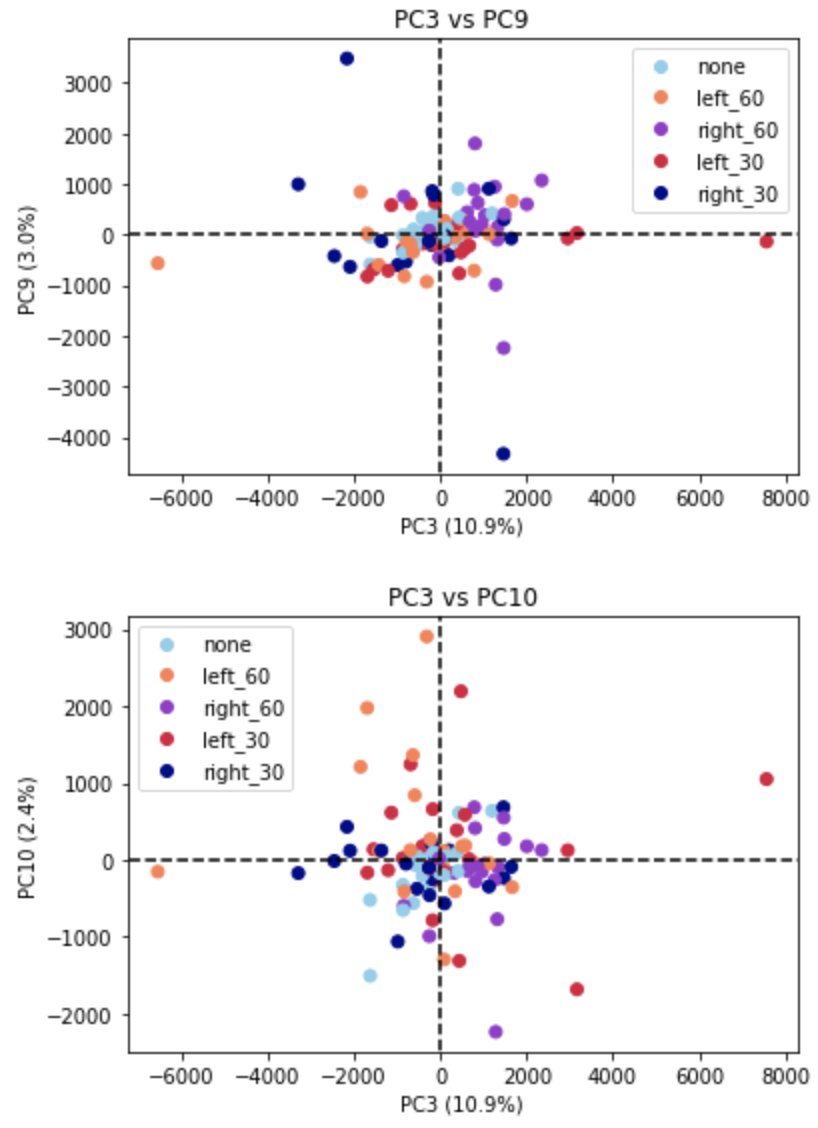 PC3 vs PC9
3000
2000
1000
0
−1000
−2000
−3000
−4000
PC9 (3.0%)
none
left_60
right_60
left_30
right_30
−6000 −4000 −2000 0 2000 4000 6000 8000
PC3 (10.9%)
PC3 vs PC10
3000
2000
1000
0
−1000
−2000
PC10 (2.4%)
none
left_60
right_60
left_30
right_30
−6000 −4000 −2000 0 2000 4000 6000 8000
PC3 (10.9%)